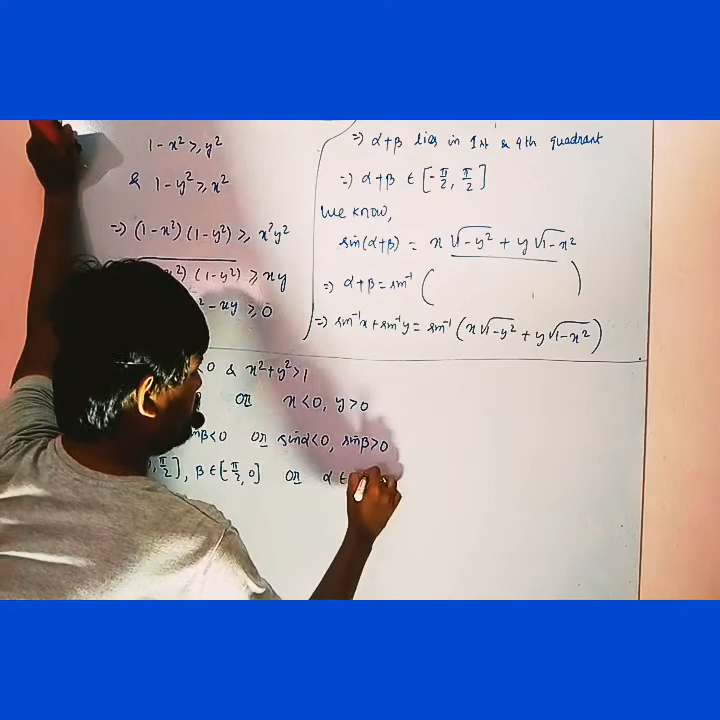 1-x² ≥ y²
& 1-y² ≥ x²
⇒ (1-x²)(1-y²) ≥ x²y²
²) (1-y²) ≥ xy
² - xy ≥ 0
⇒ α+β lies in 1st & 4th quadrant
⇒ α+β ∈ [-π/2, π/2]
We know,
sin(α+β) = x√1-y² + y√1-x²
⇒ α+β = sin⁻¹ ( )
⇒ sin⁻¹x + sin⁻¹y = sin⁻¹ (x√1-y² + y√1-x²)
<0 & x²+y²>1
or x<0, y>0
sinβ<0 or sinα<0, sinβ>0
π/2], β ∈ [-π/2, 0] or α ∈